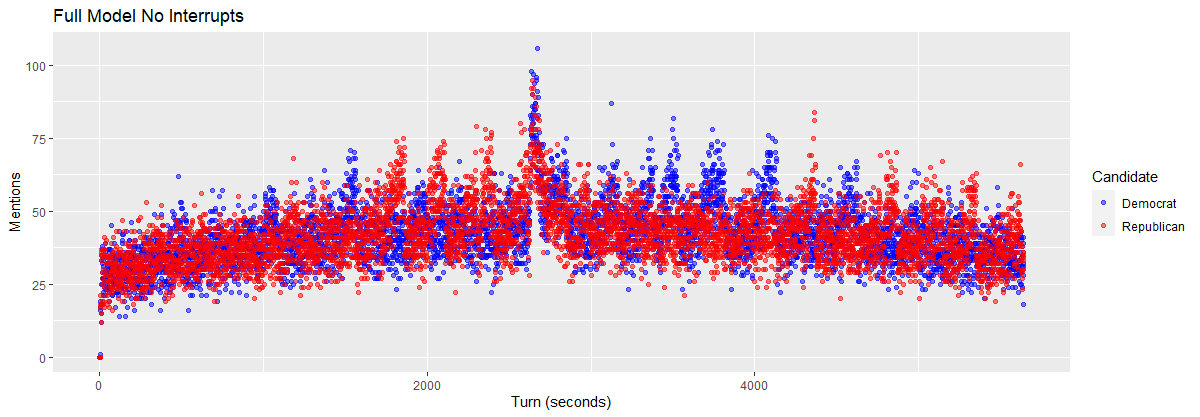 Full Model No Interrupts
100
75
50
25
0
Mentions
0 2000 4000
Turn (seconds)
Candidate
Democrat
Republican